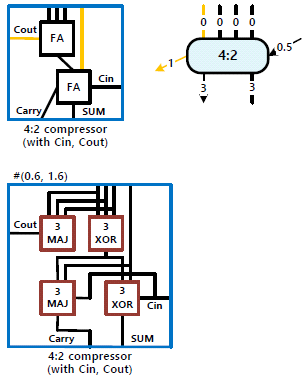 Cout
FA
FA
Cin
Carry
SUM
4:2 compressor
(with Cin, Cout)
0 0 0 0
4:2
0.5
1
3
3
#(0.6, 1.6)
Cout
3
MAJ
3
XOR
3
MAJ
3
XOR
Cin
Carry
SUM
4:2 compressor
(with Cin, Cout)